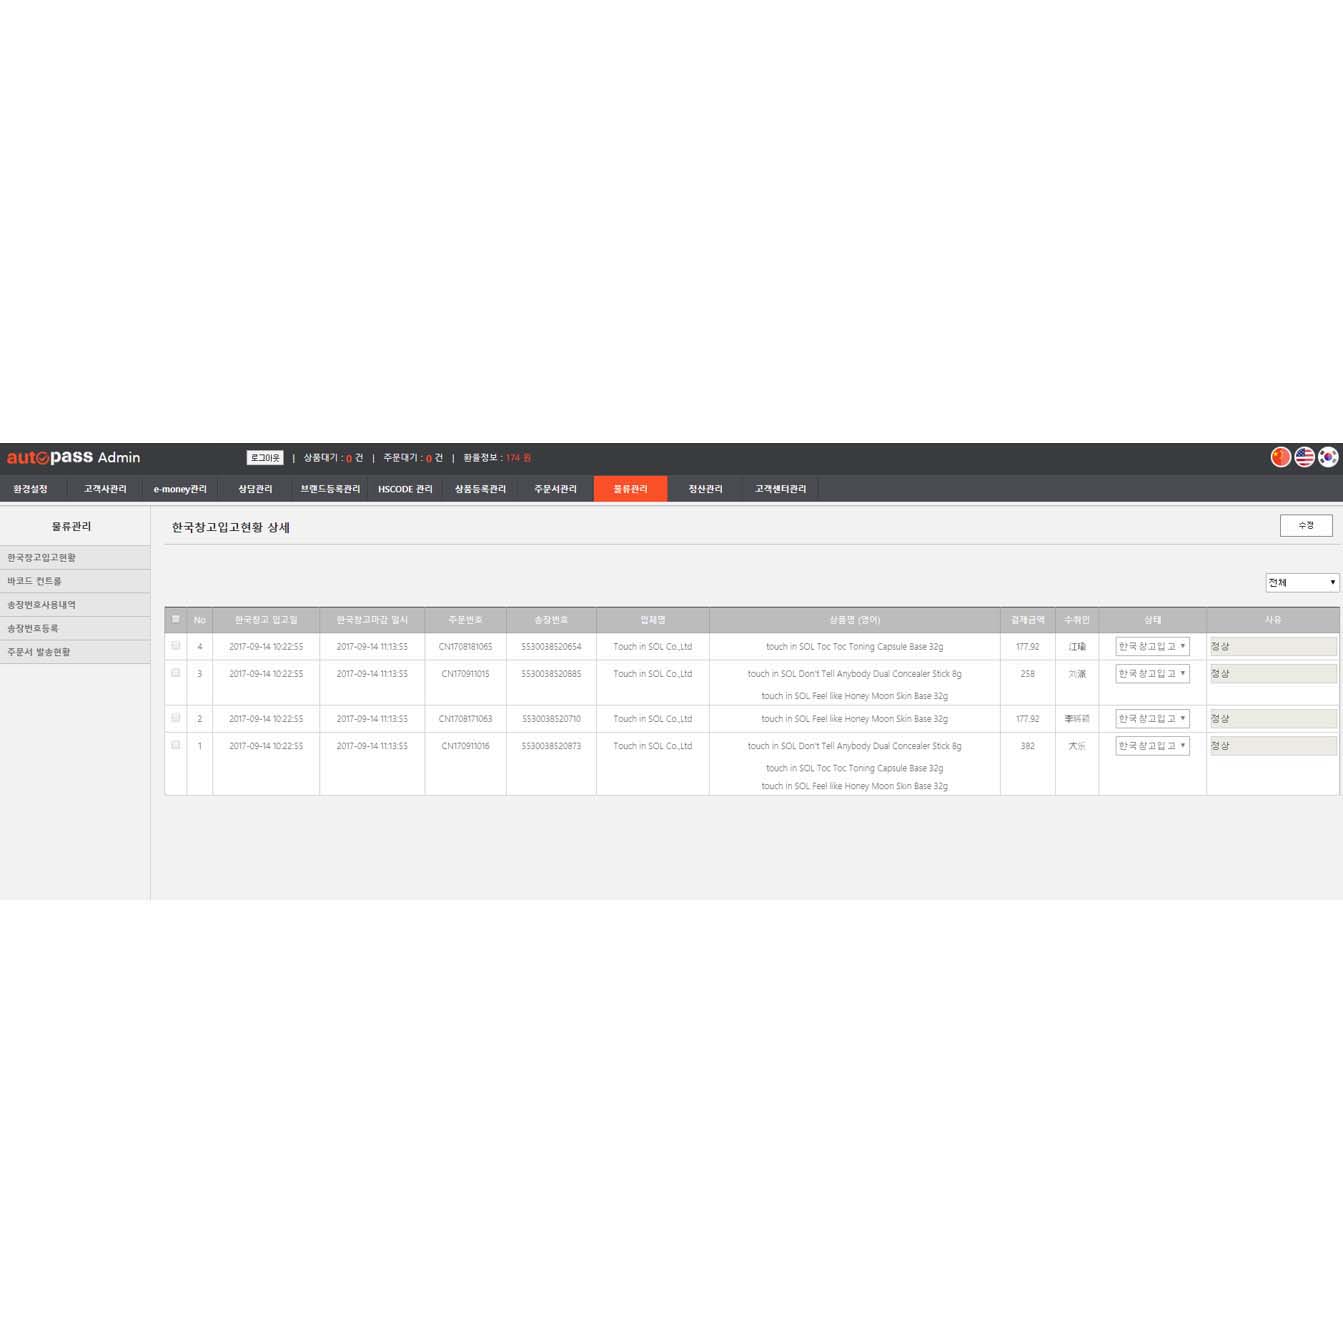 autopass Admin 로그아웃 | 상품대기 : 0 건 | 주문대기 : 0 건 | 환율정보 : 174 원
환경설정 고객사관리 e-money관리 상담관리 브랜드등록관리 HSCODE 관리 상품등록관리 주문서관리 물류관리 정산관리 고객센터관리
물류관리
한국창고입고현황
바코드 컨트롤
송장번호사용내역
송장번호등록
주문서 발송현황
한국창고입고현황 상세 수정
전체
No 한국창고 입고일 한국창고마감 일시 주문번호 송장번호 업체명 상품명 (영어) 결제금액 수취인 상태 사유
4 2017-09-14 10:22:55 2017-09-14 11:13:55 CN1708181065 5530038520654 Touch in SOL Co.,Ltd touch in SOL Toc Toc Toning Capsule Base 32g 177.92 江瑜 한국창고입고 정상
3 2017-09-14 10:22:55 2017-09-14 11:13:55 CN170911015 5530038520885 Touch in SOL Co.,Ltd touch in SOL Don't Tell Anybody Dual Concealer Stick 8g 258 한국창고입고 정상
touch in SOL Feel like Honey Moon Skin Base 32g
2 2017-09-14 10:22:55 2017-09-14 11:13:55 CN1708171063 5530038520710 Touch in SOL Co.,Ltd touch in SOL Feel like Honey Moon Skin Base 32g 177.92 한국창고입고 정상
1 2017-09-14 10:22:55 2017-09-14 11:13:55 CN170911016 5530038520873 Touch in SOL Co.,Ltd touch in SOL Don't Tell Anybody Dual Concealer Stick 8g 382 大乐 한국창고입고 정상
touch in SOL Toc Toc Toning Capsule Base 32g
touch in SOL Feel like Honey Moon Skin Base 32g